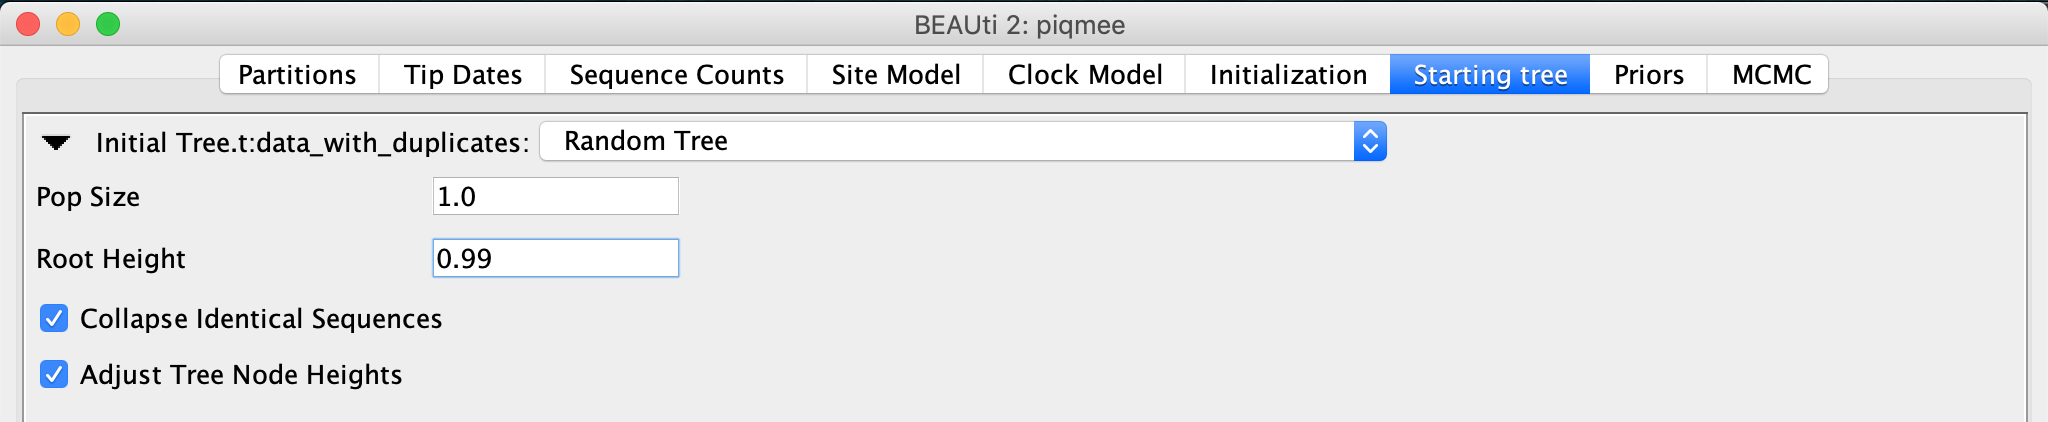 BEAUti 2: piqmee
Partitions Tip Dates Sequence Counts Site Model Clock Model Initialization Starting tree Priors MCMC
Initial Tree.t:data_with_duplicates: Random Tree
Pop Size 1.0
Root Height 0.99
Collapse Identical Sequences
Adjust Tree Node Heights